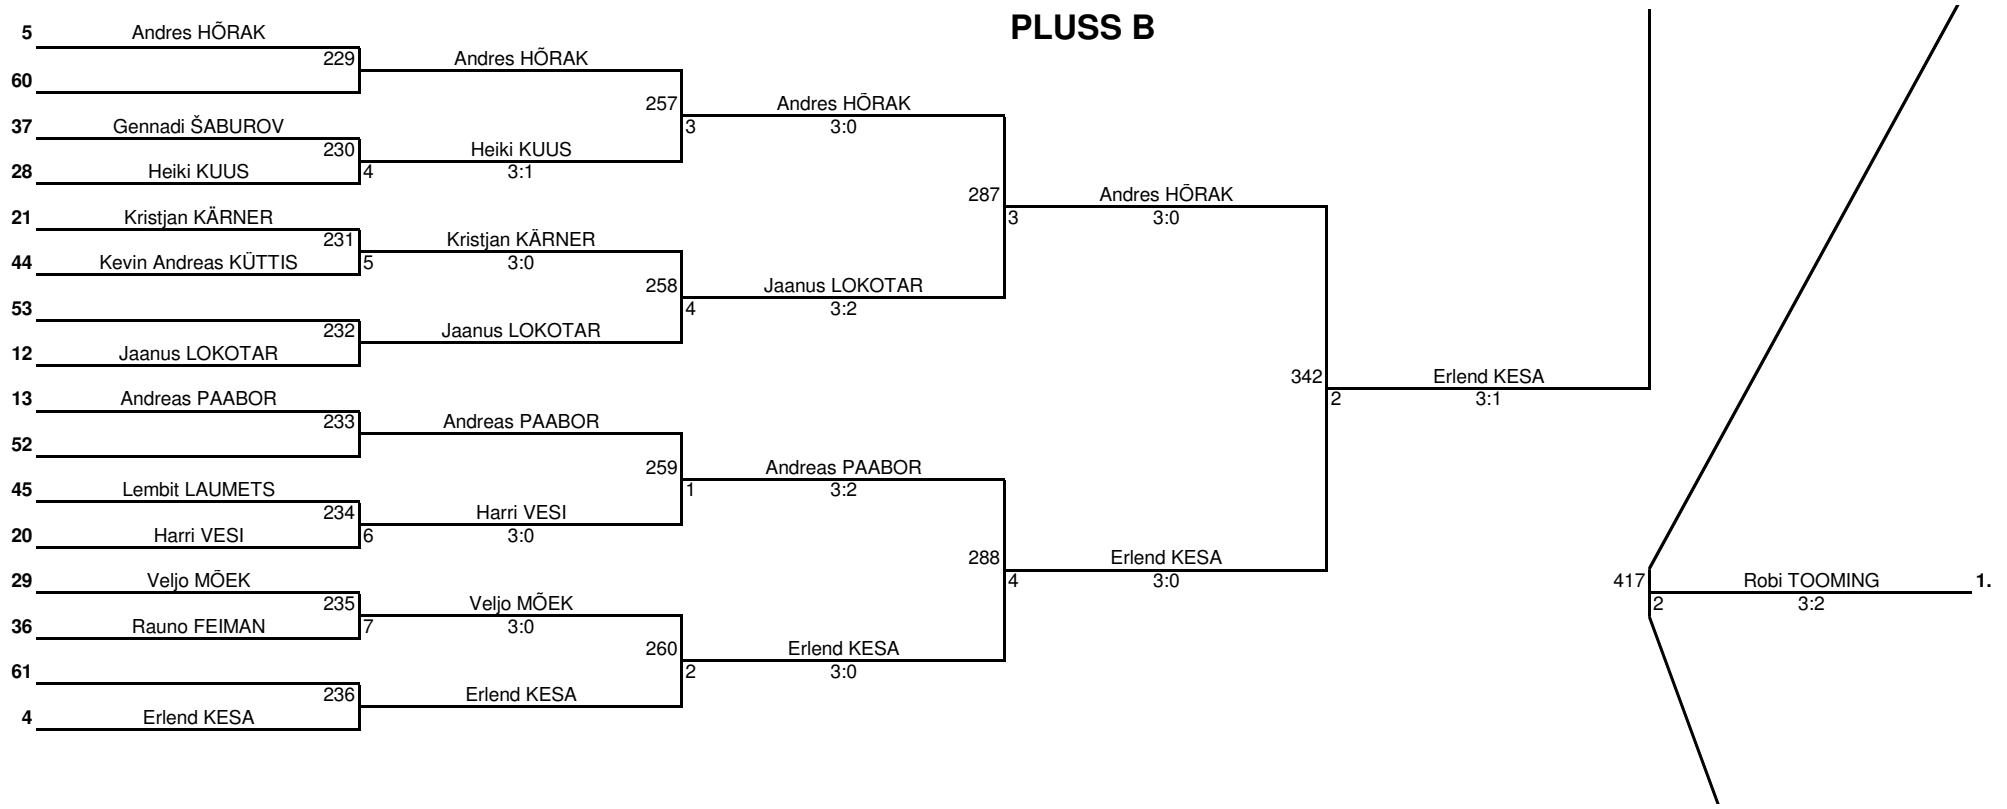 PLUSS B
5 Andres HÕRAK
229 Andres HÕRAK
60
257 Andres HÕRAK
37 Gennadi ŠABUROV
3 3:0
230 Heiki KUUS
28 Heiki KUUS
4 3:1
287 Andres HÕRAK
21 Kristjan KÄRNER
3 3:0
231 Kristjan KÄRNER
44 Kevin Andreas KÜTTIS
5 3:0
258 Jaanus LOKOTAR
53
4 3:2
232 Jaanus LOKOTAR
12 Jaanus LOKOTAR
342 Erlend KESA
13 Andreas PAABOR
2 3:1
233 Andreas PAABOR
52
259 Andreas PAABOR
45 Lembit LAUMETS
1 3:2
234 Harri VESI
20 Harri VESI
6 3:0
288 Erlend KESA
29 Veljo MÕEK
4 3:0
417 Robi TOOMING 1.
235 Veljo MÕEK
2 3:2
36 Rauno FEIMAN
7 3:0
260 Erlend KESA
61
2 3:0
236 Erlend KESA
4 Erlend KESA